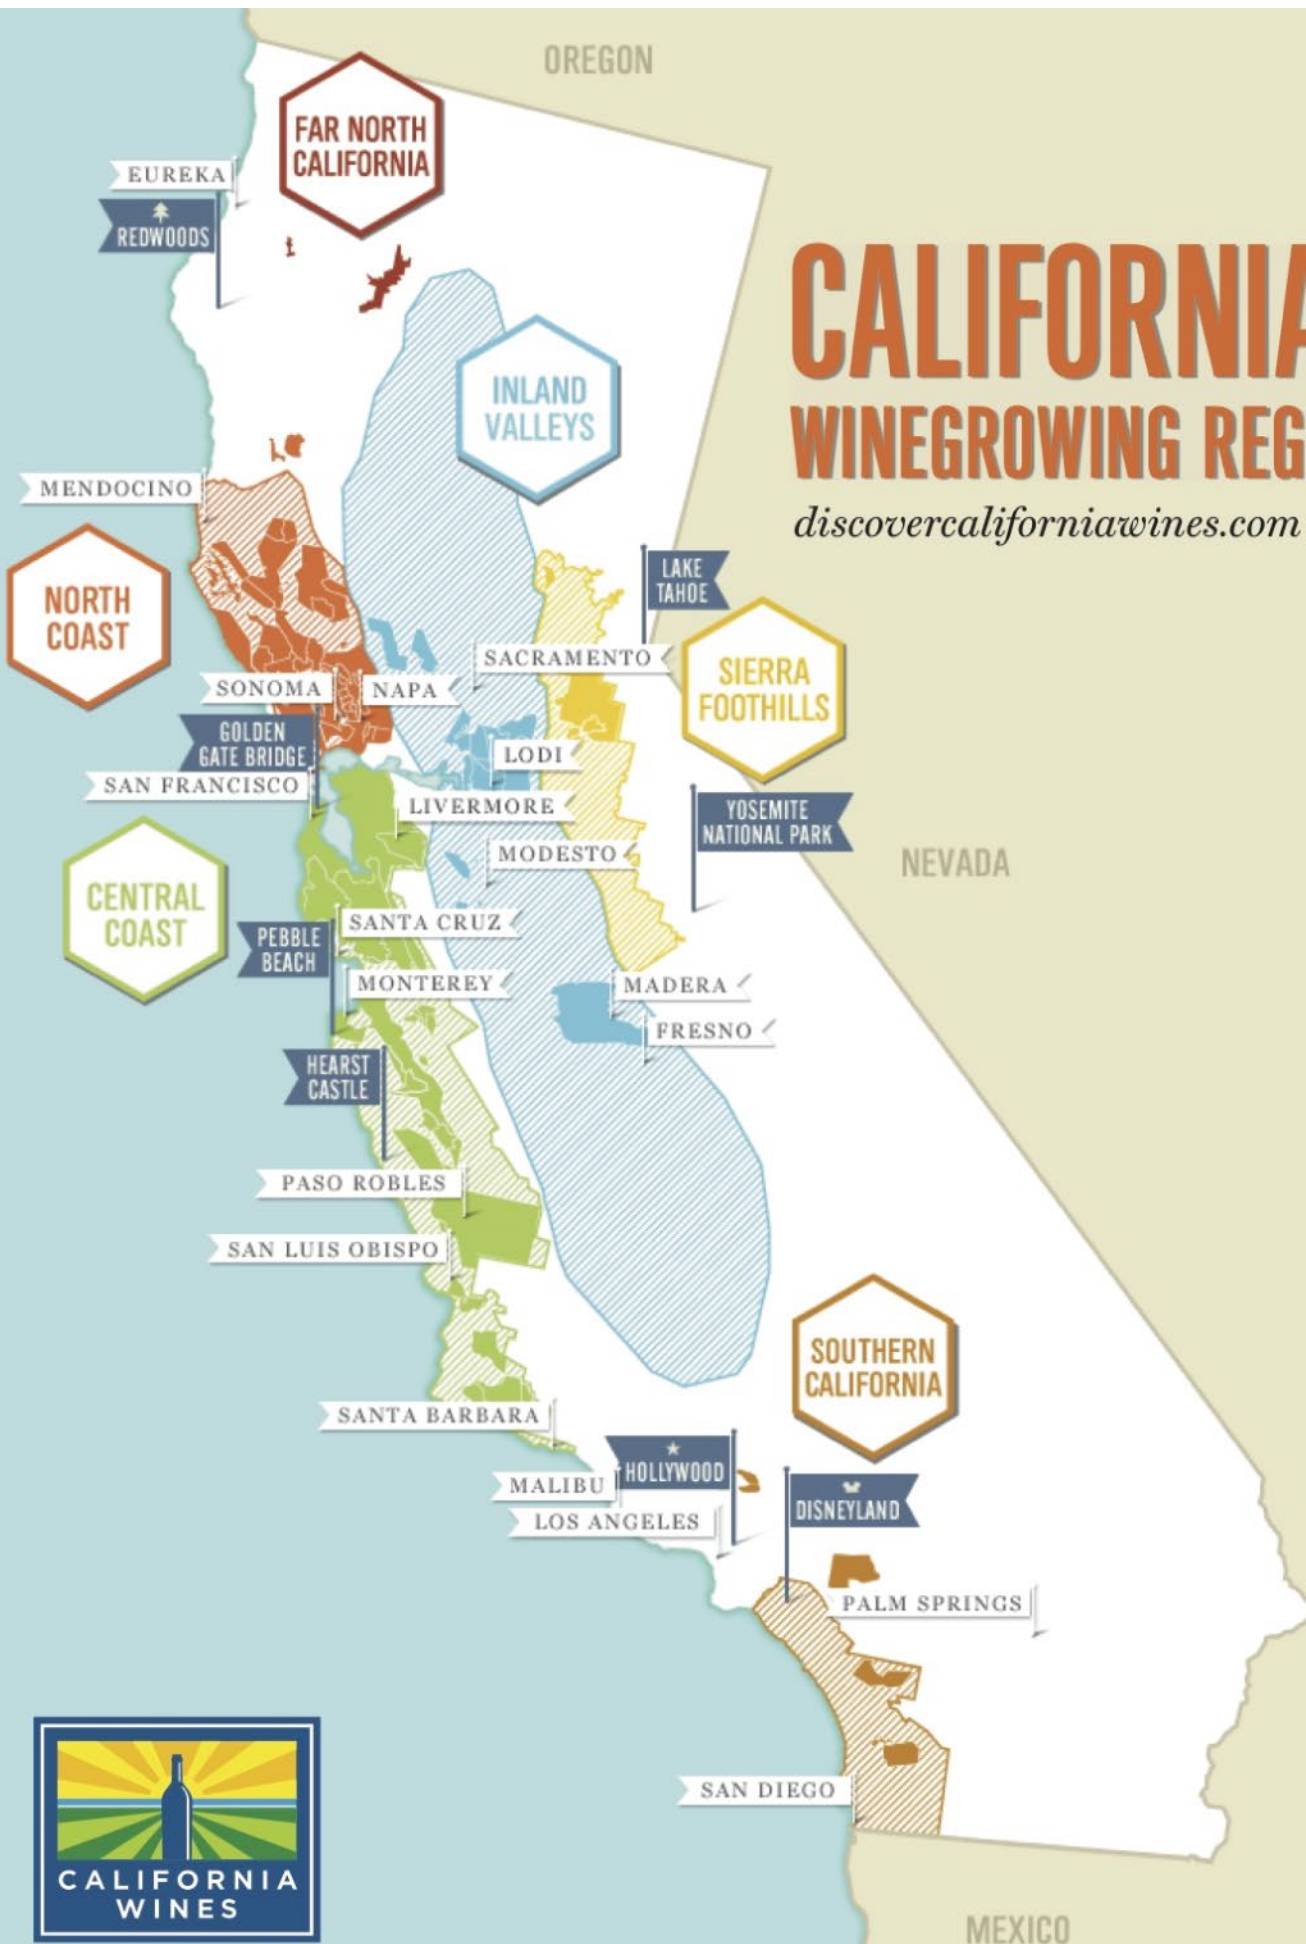 OREGON
FAR NORTH
CALIFORNIA
EUREKA
REDWOODS
CALIFORNIA
WINEGROWING REG
discovercaliforniawines.com
INLAND
VALLEYS
MENDOCINO
NORTH
COAST
LAKE
TAHOE
SACRAMENTO
SIERRA
FOOTHILLS
SONOMA
NAPA
GOLDEN
GATE BRIDGE
LODI
SAN FRANCISCO
LIVERMORE
YOSEMITE
NATIONAL PARK
MODESTO
NEVADA
CENTRAL
COAST
SANTA CRUZ
PEBBLE
BEACH
MONTEREY
MADERA
FRESNO
HEARST
CASTLE
PASO ROBLES
SAN LUIS OBISPO
SOUTHERN
CALIFORNIA
SANTA BARBARA
HOLLYWOOD
MALIBU
LOS ANGELES
DISNEYLAND
PALM SPRINGS
SAN DIEGO
CALIFORNIA
WINES
MEXICO